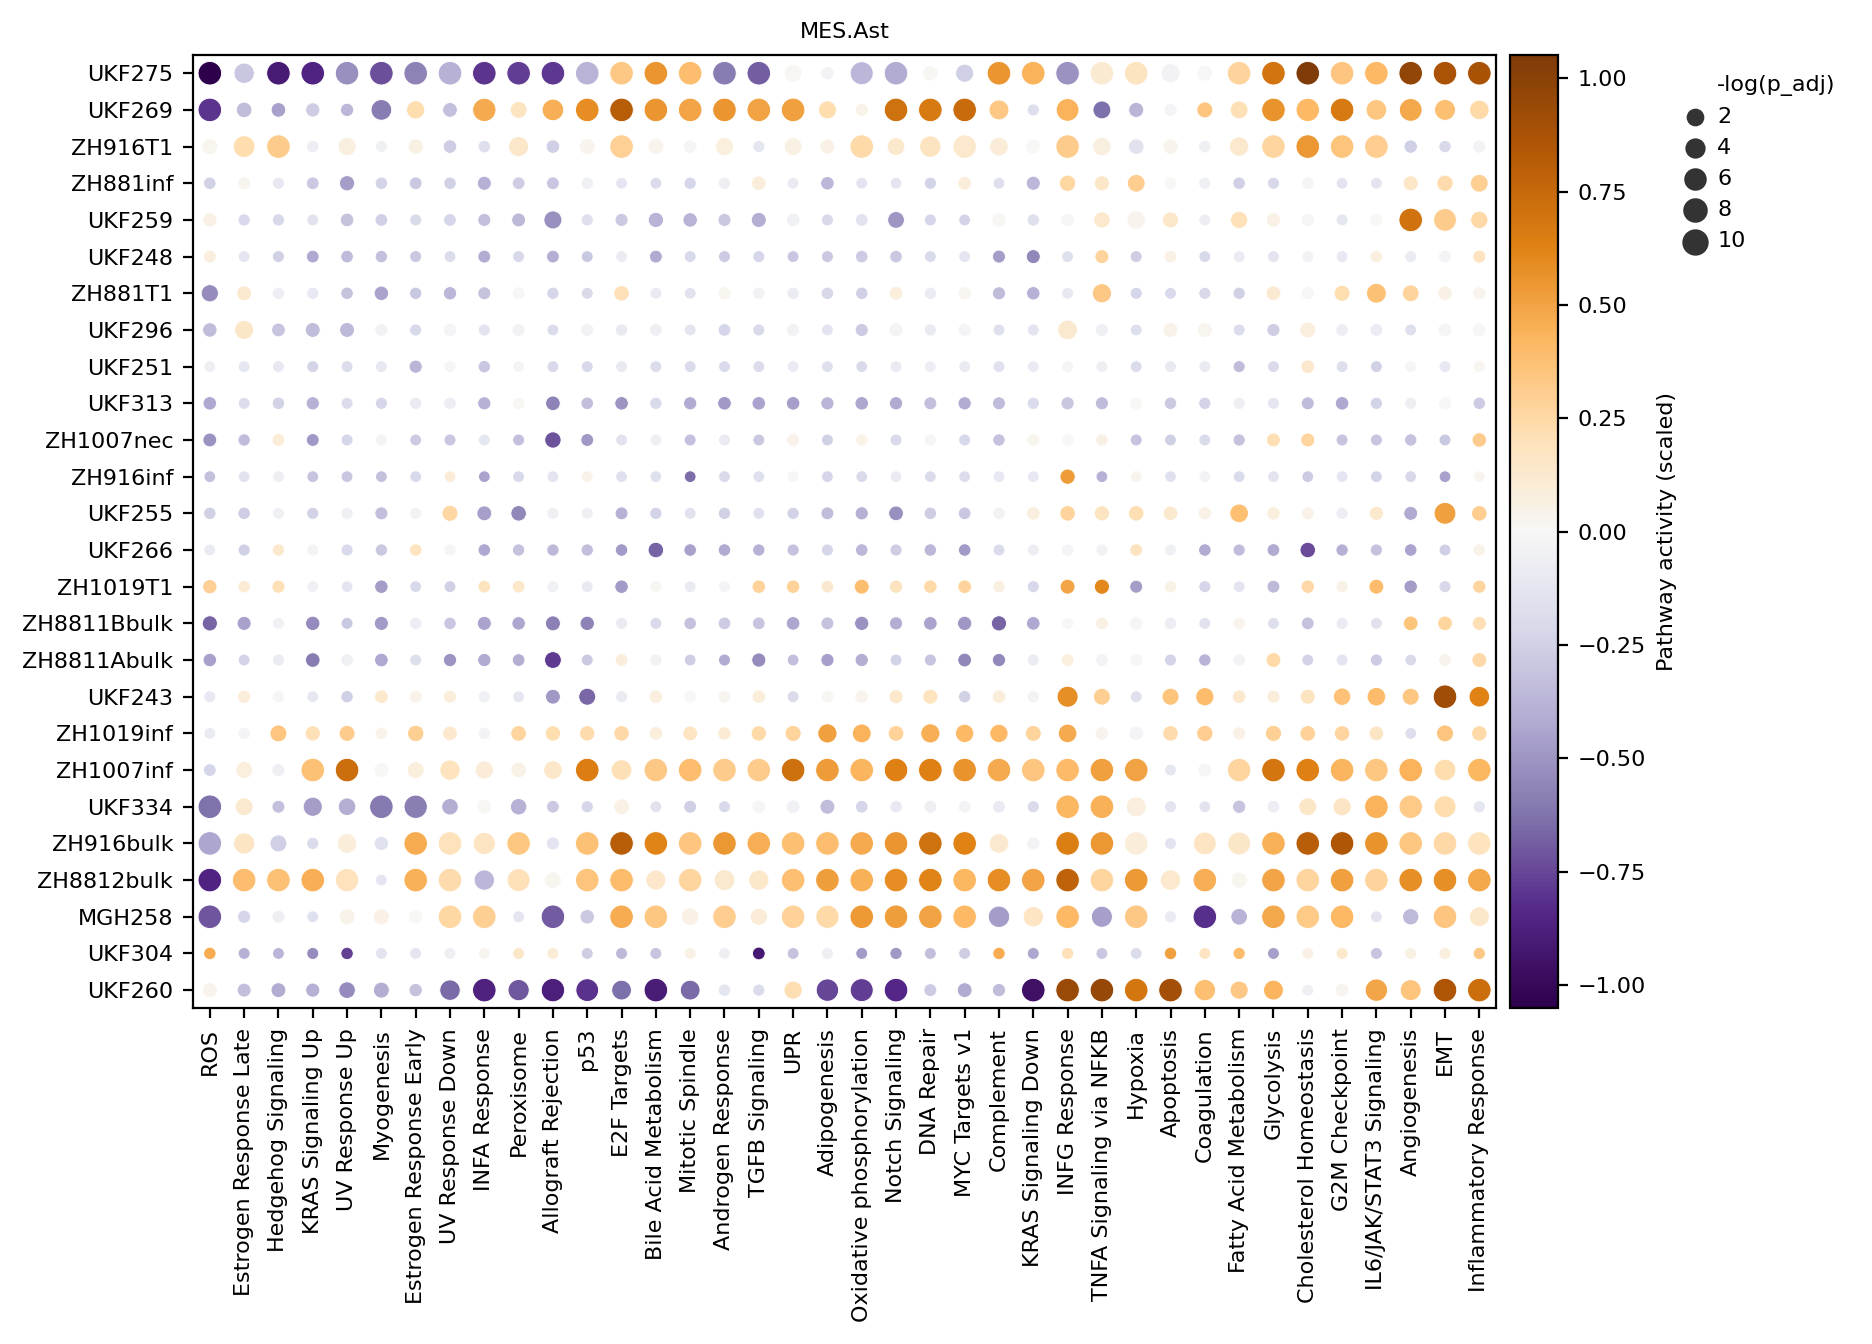 MES.Ast
UKF275
UKF269
ZH916T1
ZH881inf
UKF259
UKF248
ZH881T1
UKF296
UKF251
UKF313
ZH1007nec
ZH916inf
UKF255
UKF266
ZH1019T1
ZH8811Bbulk
ZH8811Abulk
UKF243
ZH1019inf
ZH1007inf
UKF334
ZH916bulk
ZH8812bulk
MGH258
UKF304
UKF260
ROS
Estrogen Response Late
Hedgehog Signaling
KRAS Signaling Up
UV Response Up
Myogenesis
Estrogen Response Early
UV Response Down
INFA Response
Peroxisome
Allograft Rejection
p53
E2F Targets
Bile Acid Metabolism
Mitotic Spindle
Androgen Response
TGFB Signaling
UPR
Adipogenesis
Oxidative phosphorylation
Notch Signaling
DNA Repair
MYC Targets v1
Complement
KRAS Signaling Down
INFG Response
TNFA Signaling via NFKB
Hypoxia
Apoptosis
Coagulation
Fatty Acid Metabolism
Glycolysis
Cholesterol Homeostasis
G2M Checkpoint
IL6/JAK/STAT3 Signaling
Angiogenesis
EMT
Inflammatory Response
1.00
0.75
0.50
0.25
0.00
−0.25
−0.50
−0.75
−1.00
Pathway activity (scaled)
-log(p_adj)
2
4
6
8
10